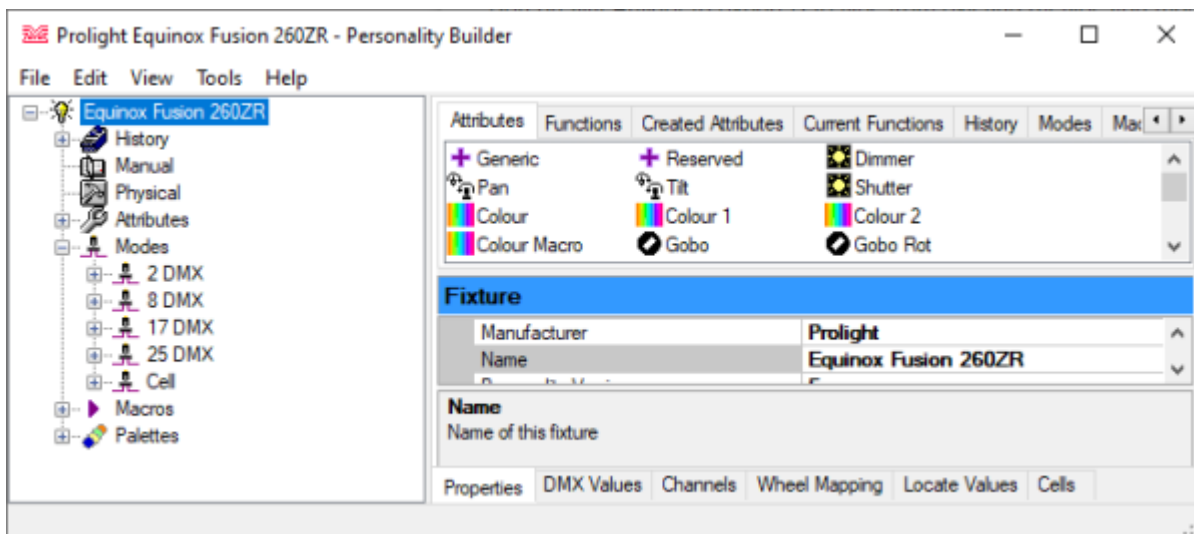 Prolight Equinox Fusion 260ZR - Personality Builder
File Edit View Tools Help
Equinox Fusion 260ZR
History
Manual
Physical
Attributes
Modes
2 DMX
8 DMX
17 DMX
25 DMX
Cell
Macros
Palettes
Attributes Functions Created Attributes Current Functions History Modes Mac
Generic Reserved Dimmer
Pan Tilt Shutter
Colour Colour 1 Colour 2
Colour Macro Gobo Gobo Rot
Fixture
Manufacturer Prolight
Name Equinox Fusion 260ZR
Name
Name of this fixture
Properties DMX Values Channels Wheel Mapping Locate Values Cells